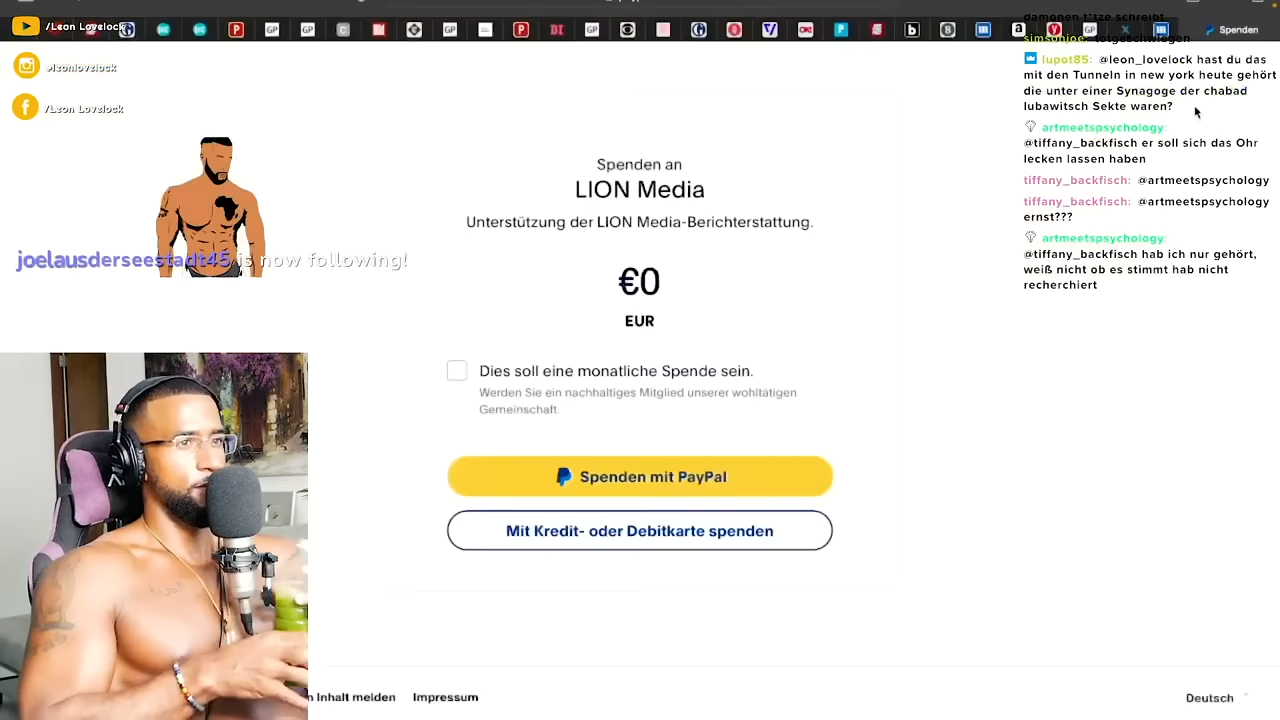 /Leon Lovelock
Spenden
dämonen t*tze schreibt
simsonjoe: totgeschwiegen
/leonlovelock
lupot85: @leon_lovelock hast du das
mit den Tunneln in new york heute gehört
die unter einer Synagoge der chabad
lubawitsch Sekte waren?
/Leon Lovelock
artmeetspsychology:
@tiffany_backfisch er soll sich das Ohr
lecken lassen haben
tiffany_backfisch: @artmeetspsychology
tiffany_backfisch: @artmeetspsychology
ernst???
artmeetspsychology:
@tiffany_backfisch hab ich nur gehört,
weiß nicht ob es stimmt hab nicht
recherchiert
Spenden an
LION Media
Unterstützung der LION Media-Berichterstattung.
joelausderseestadt45 is now following!
€0
EUR
Dies soll eine monatliche Spende sein.
Werden Sie ein nachhaltiges Mitglied unserer wohltätigen
Gemeinschaft.
Spenden mit PayPal
Mit Kredit- oder Debitkarte spenden
n Inhalt melden
Impressum
Deutsch